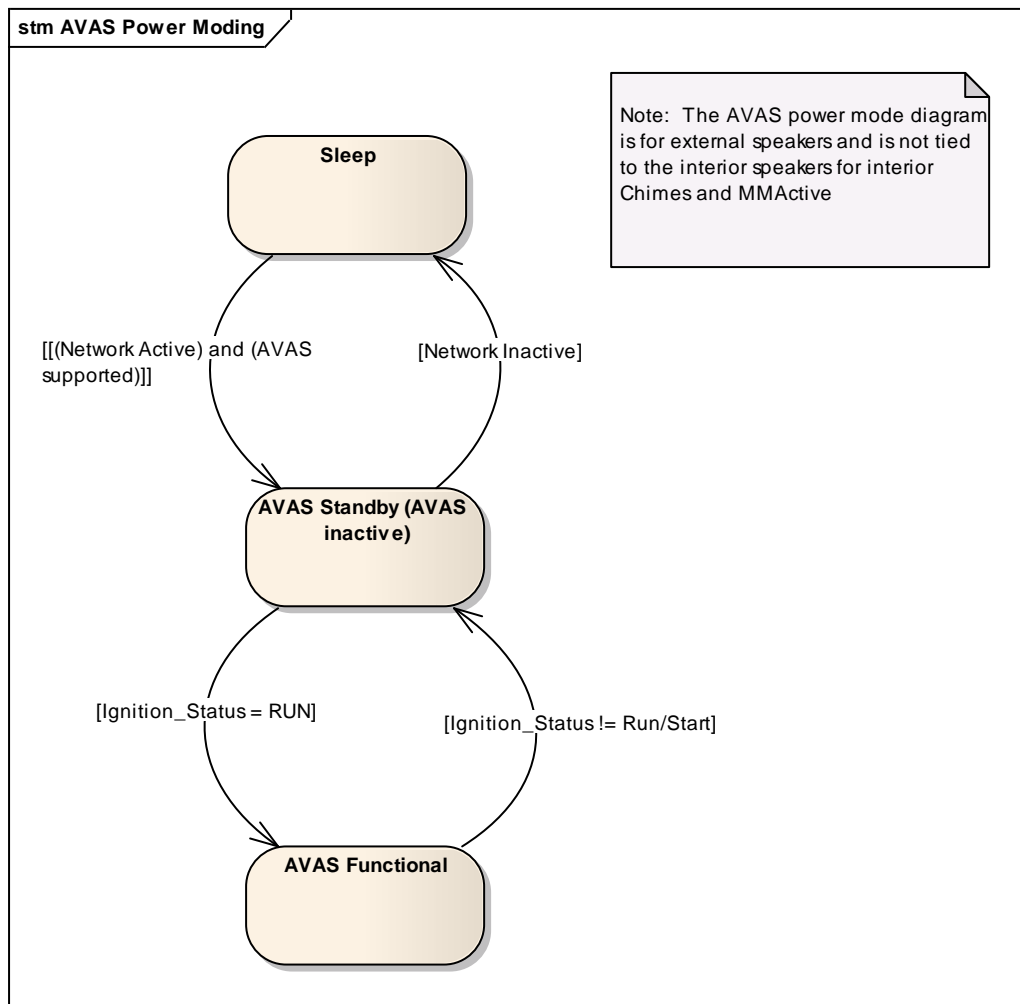 stm AVAS Power Moding
Note: The AVAS power mode diagram
is for external speakers and is not tied
to the interior speakers for interior
Chimes and MMActive
Sleep
[[(Network Active) and (AVAS
supported)]]
[Network Inactive]
AVAS Standby (AVAS
inactive)
[Ignition_Status = RUN]
[Ignition_Status != Run/Start]
AVAS Functional